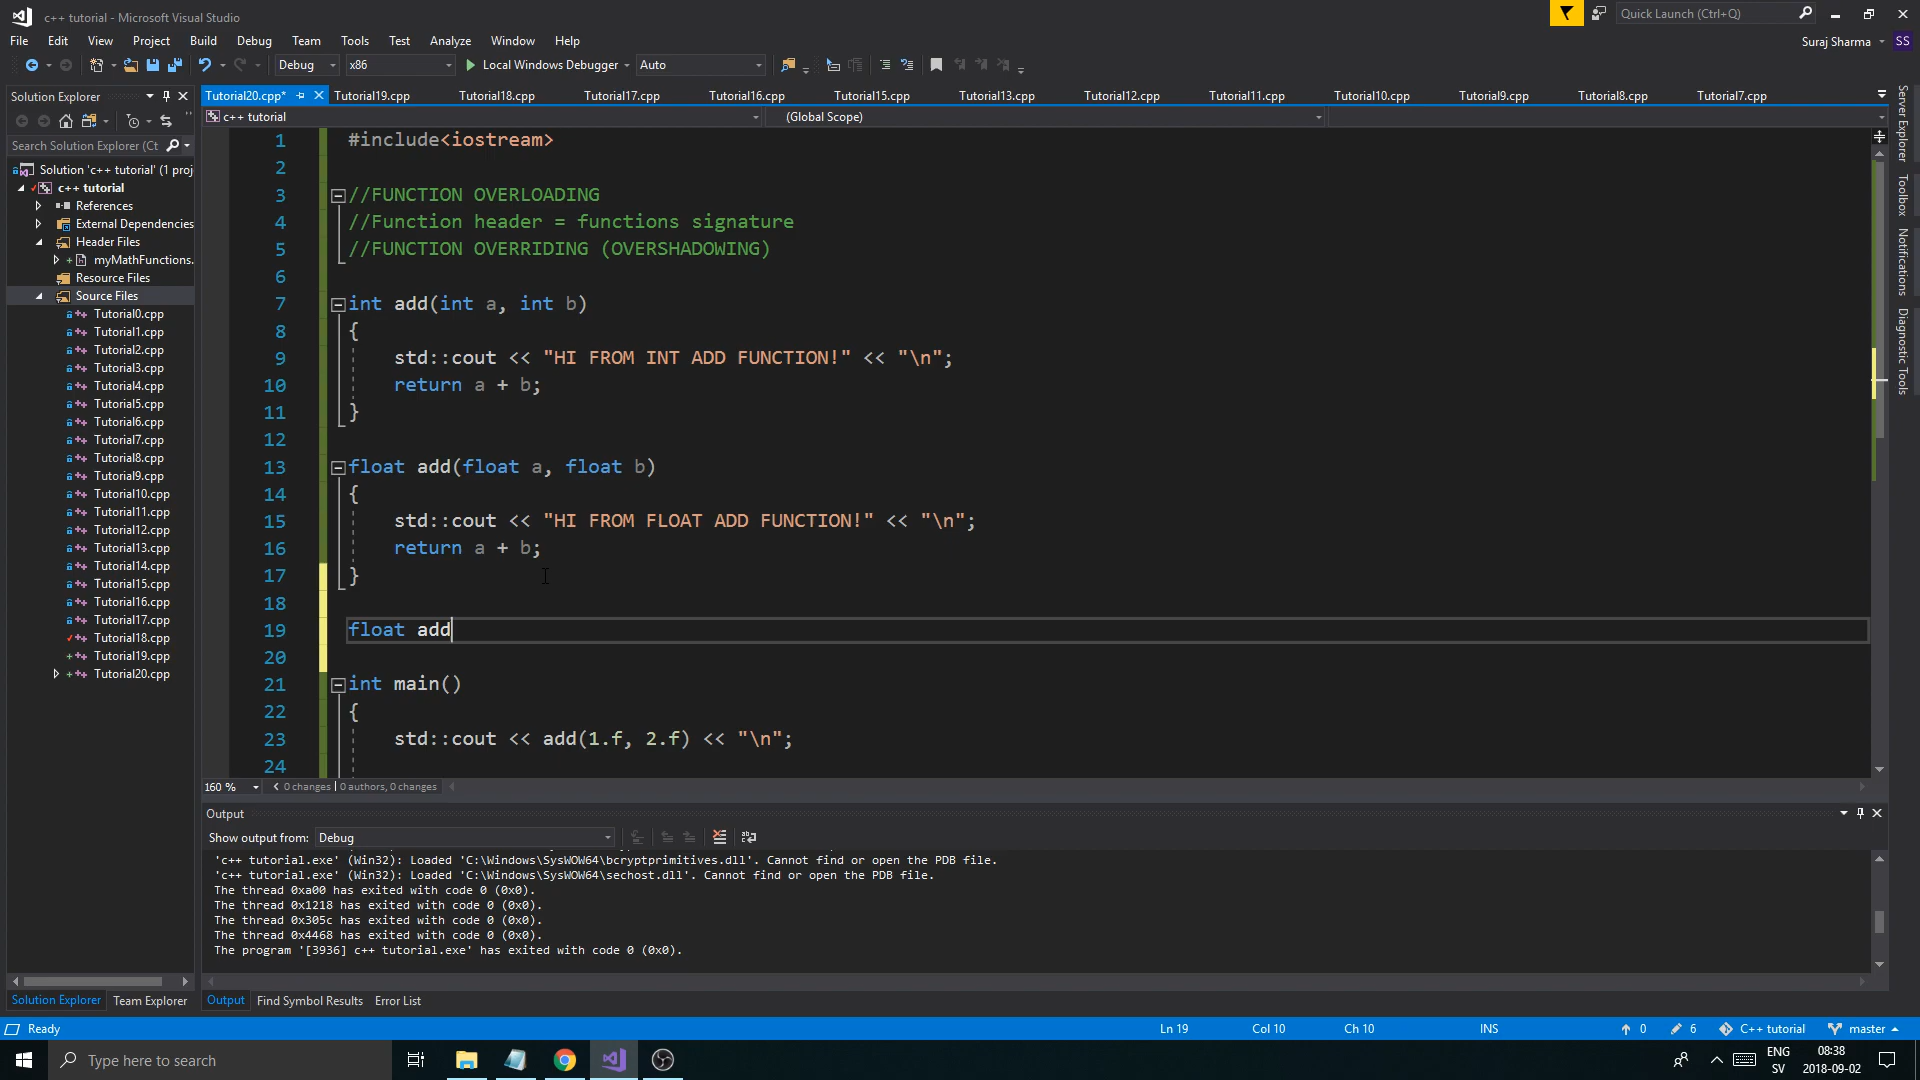 c++ tutorial - Microsoft Visual Studio
Quick Launch (Ctrl+Q)
File Edit View Project Build Debug Team Tools Test Analyze Window Help
Suraj Sharma SS
Debug x86 Local Windows Debugger Auto
Solution Explorer
Tutorial20.cpp* Tutorial19.cpp Tutorial18.cpp Tutorial17.cpp Tutorial16.cpp Tutorial15.cpp Tutorial13.cpp Tutorial12.cpp Tutorial11.cpp Tutorial10.cpp Tutorial9.cpp Tutorial8.cpp Tutorial7.cpp
c++ tutorial (Global Scope)
Search Solution Explorer (Ct
Solution 'c++ tutorial' (1 proj
c++ tutorial
References
External Dependencies
Header Files
myMathFunctions.
Resource Files
Source Files
Tutorial0.cpp
Tutorial1.cpp
Tutorial2.cpp
Tutorial3.cpp
Tutorial4.cpp
Tutorial5.cpp
Tutorial6.cpp
Tutorial7.cpp
Tutorial8.cpp
Tutorial9.cpp
Tutorial10.cpp
Tutorial11.cpp
Tutorial12.cpp
Tutorial13.cpp
Tutorial14.cpp
Tutorial15.cpp
Tutorial16.cpp
Tutorial17.cpp
Tutorial18.cpp
Tutorial19.cpp
Tutorial20.cpp
Solution Explorer Team Explorer
1 #include<iostream>
2
3 //FUNCTION OVERLOADING
4 //Function header = functions signature
5 //FUNCTION OVERRIDING (OVERSHADOWING)
6
7 int add(int a, int b)
8 {
9 std::cout << "HI FROM INT ADD FUNCTION!" << "\n";
10 return a + b;
11 }
12
13 float add(float a, float b)
14 {
15 std::cout << "HI FROM FLOAT ADD FUNCTION!" << "\n";
16 return a + b;
17 }
18
19 float add
20
21 int main()
22 {
23 std::cout << add(1.f, 2.f) << "\n";
24
160 % 0 changes | 0 authors, 0 changes
Server Explorer
Toolbox
Notifications
Diagnostic Tools
Output
Show output from: Debug
'c++ tutorial.exe' (Win32): Loaded 'C:\Windows\SysWOW64\bcryptprimitives.dll'. Cannot find or open the PDB file.
'c++ tutorial.exe' (Win32): Loaded 'C:\Windows\SysWOW64\sechost.dll'. Cannot find or open the PDB file.
The thread 0xa00 has exited with code 0 (0x0).
The thread 0x1218 has exited with code 0 (0x0).
The thread 0x305c has exited with code 0 (0x0).
The thread 0x4468 has exited with code 0 (0x0).
The program '[3936] c++ tutorial.exe' has exited with code 0 (0x0).
Output Find Symbol Results Error List
Ready Ln 19 Col 10 Ch 10 INS 0 6 C++ tutorial master
Type here to search
ENG
SV
08:38
2018-09-02